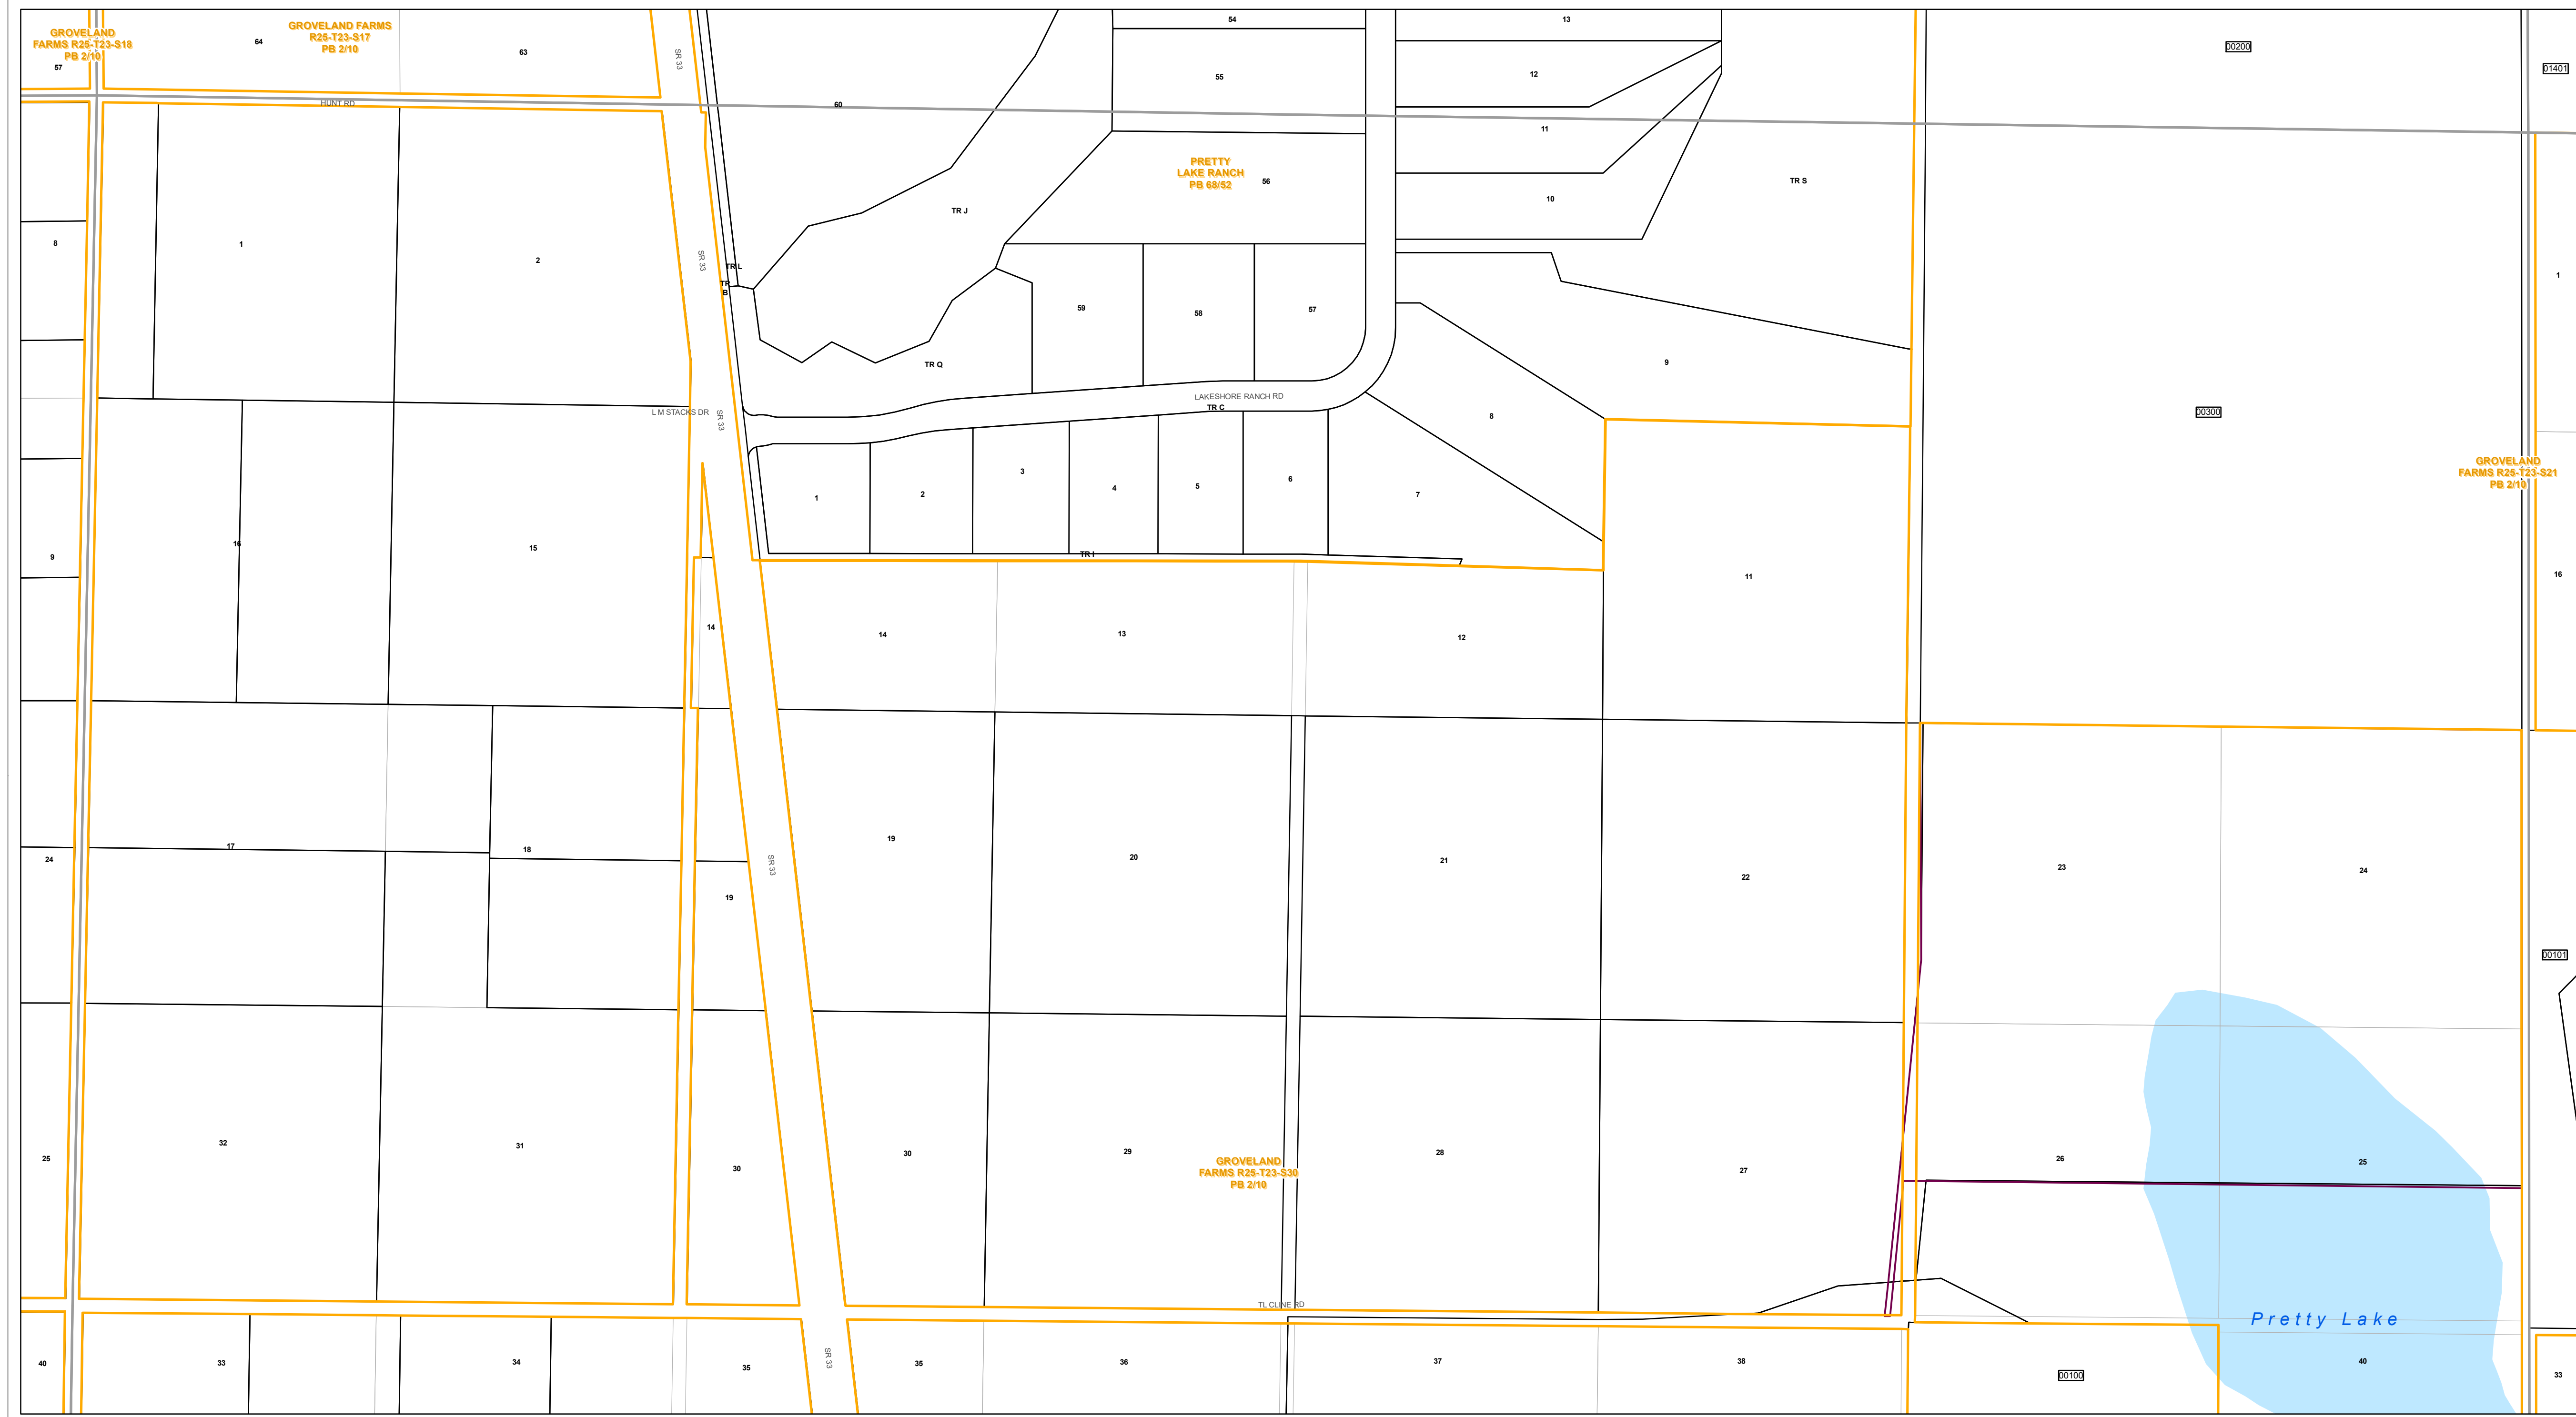 54
13
GROVELAND
FARMS R25-T23-S18
PB 2/10
57
64
GROVELAND FARMS
R25-T23-S17
PB 2/10
63
SR 33
00200
01401
55
12
HUNT RD
60
11
PRETTY
LAKE RANCH
PB 68/52
56
TR S
10
TR J
8
1
2
SR 33
TR L
TR
B
1
59
58
57
TR Q
9
LAKESHORE RANCH RD
TR C
L M STACKS DR
SR 33
8
00300
GROVELAND
FARMS R25-T23-S21
PB 2/10
3
4
5
6
7
1
2
16
15
9
TR I
11
16
14
14
13
12
17
18
24
19
20
21
22
23
24
SR 33
19
00101
32
31
25
30
30
29
28
27
26
25
GROVELAND
FARMS R25-T23-S30
PB 2/10
TL CLINE RD
Pretty Lake
SR 33
40
33
34
35
35
36
37
38
00100
40
33